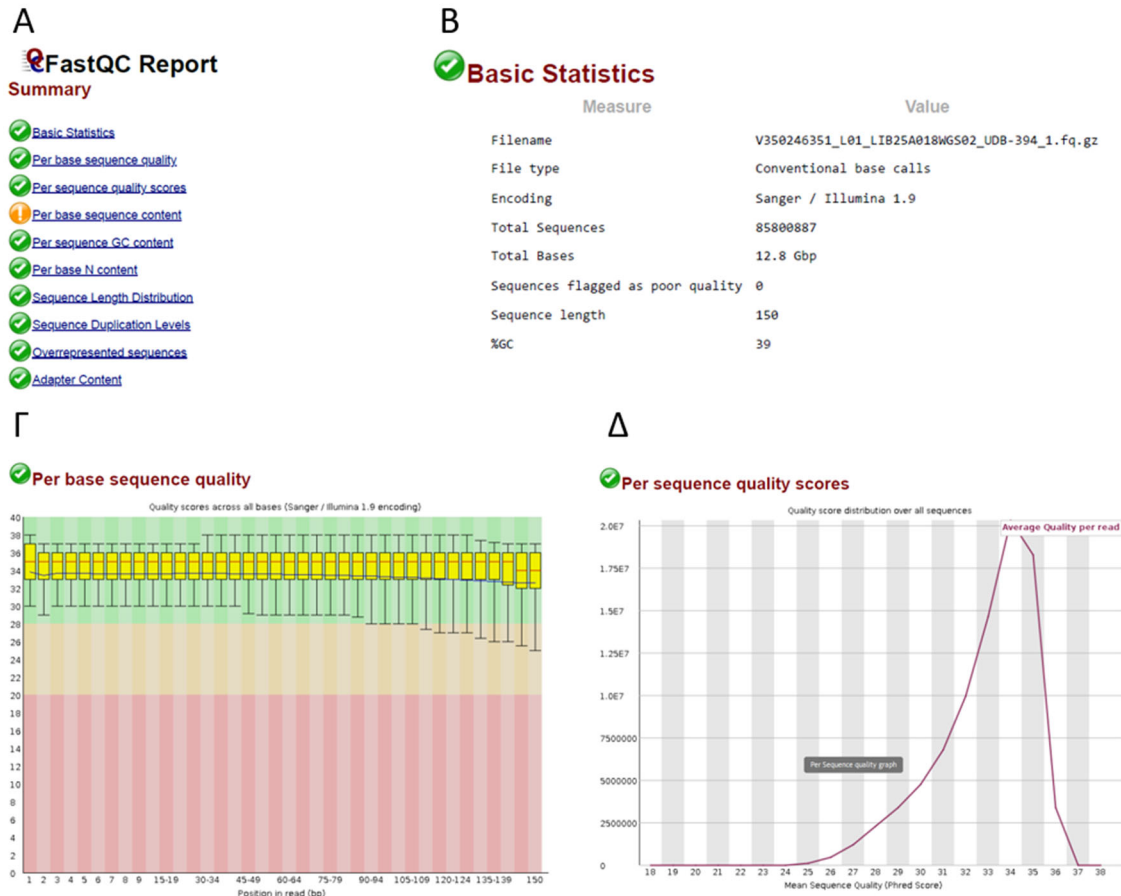 A
FastQC Report
Summary
Basic Statistics
Per base sequence quality
Per sequence quality scores
Per base sequence content
Per sequence GC content
Per base N content
Sequence Length Distribution
Sequence Duplication Levels
Overrepresented sequences
Adapter Content
B
Basic Statistics
Measure Value
Filename V350246351_L01_LIB25A018WGS02_UDB-394_1.fq.gz
File type Conventional base calls
Encoding Sanger / Illumina 1.9
Total Sequences 85800887
Total Bases 12.8 Gbp
Sequences flagged as poor quality 0
Sequence length 150
%GC 39
Γ
Per base sequence quality
Quality scores across all bases (Sanger / Illumina 1.9 encoding)
40
38
36
34
32
30
28
26
24
22
20
18
16
14
12
10
8
6
4
2
0
1 2 3 4 5 6 7 8 9 15-19 30-34 45-49 60-64 75-79 90-94 105-109 120-124 135-139 150
Position in read (bp)
Δ
Per sequence quality scores
Quality score distribution over all sequences
Average Quality per read
2.0E7
1.75E7
1.5E7
1.25E7
1.0E7
7500000
5000000
2500000
0
Per Sequence quality graph
18 19 20 21 22 23 24 25 26 27 28 29 30 31 32 33 34 35 36 37 38
Mean Sequence Quality (Phred Score)